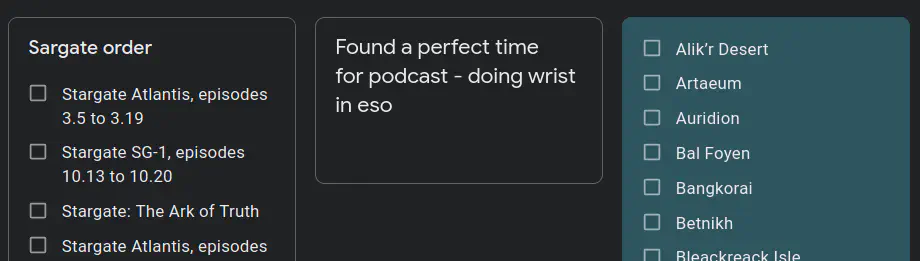 Sargate order
Stargate Atlantis, episodes
3.5 to 3.19
Stargate SG-1, episodes
10.13 to 10.20
Stargate: The Ark of Truth
Stargate Atlantis, episodes
Found a perfect time
for podcast - doing wrist
in eso
Alik’r Desert
Artaeum
Auridion
Bal Foyen
Bangkorai
Betnikh
Bleackreack Isle